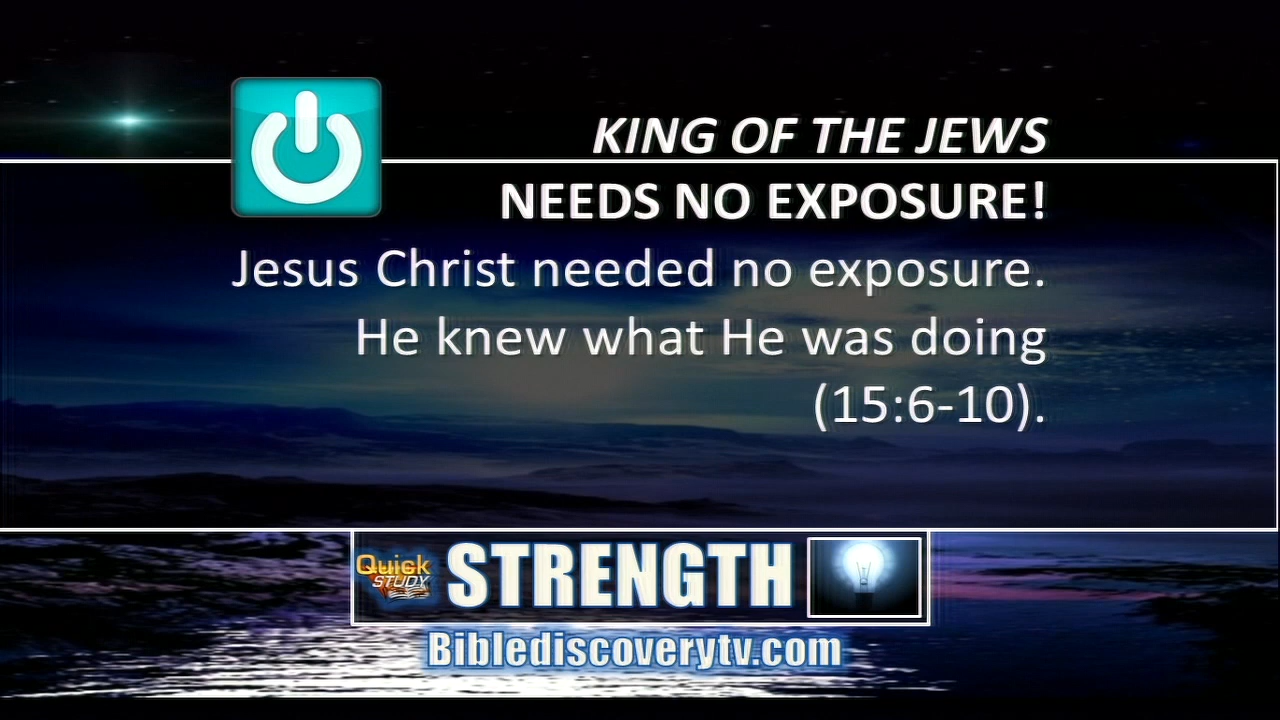 KING OF THE JEWS
NEEDS NO EXPOSURE!
Jesus Christ needed no exposure.
He knew what He was doing
(15:6-10).
Quick
STUDY
STRENGTH
Biblediscoverytv.com